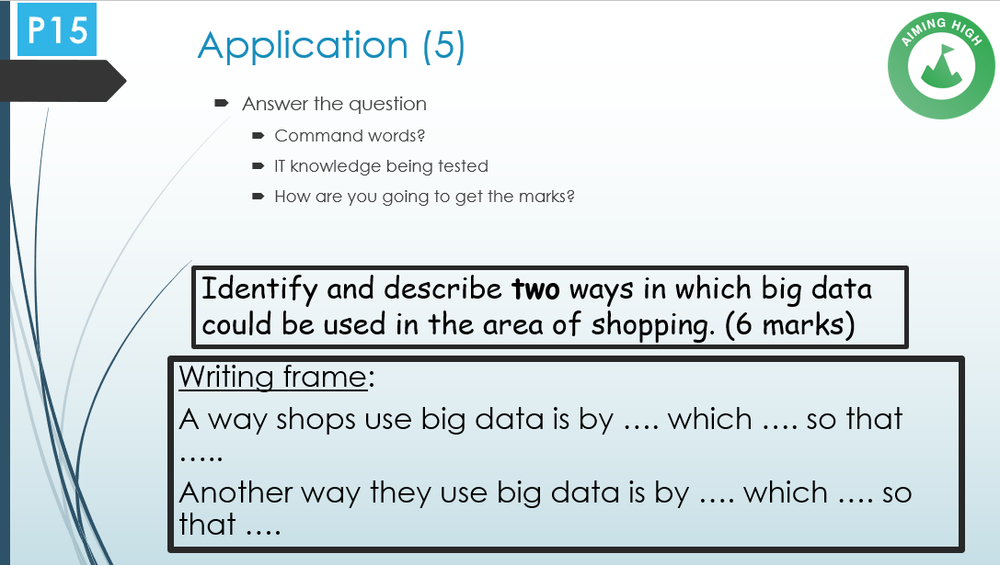 P15
Application (5)
AIMING HIGH
Answer the question
Command words?
IT knowledge being tested
How are you going to get the marks?
Identify and describe two ways in which big data
could be used in the area of shopping. (6 marks)
Writing frame:
A way shops use big data is by …. which …. so that
…..
Another way they use big data is by …. which …. so
that ….